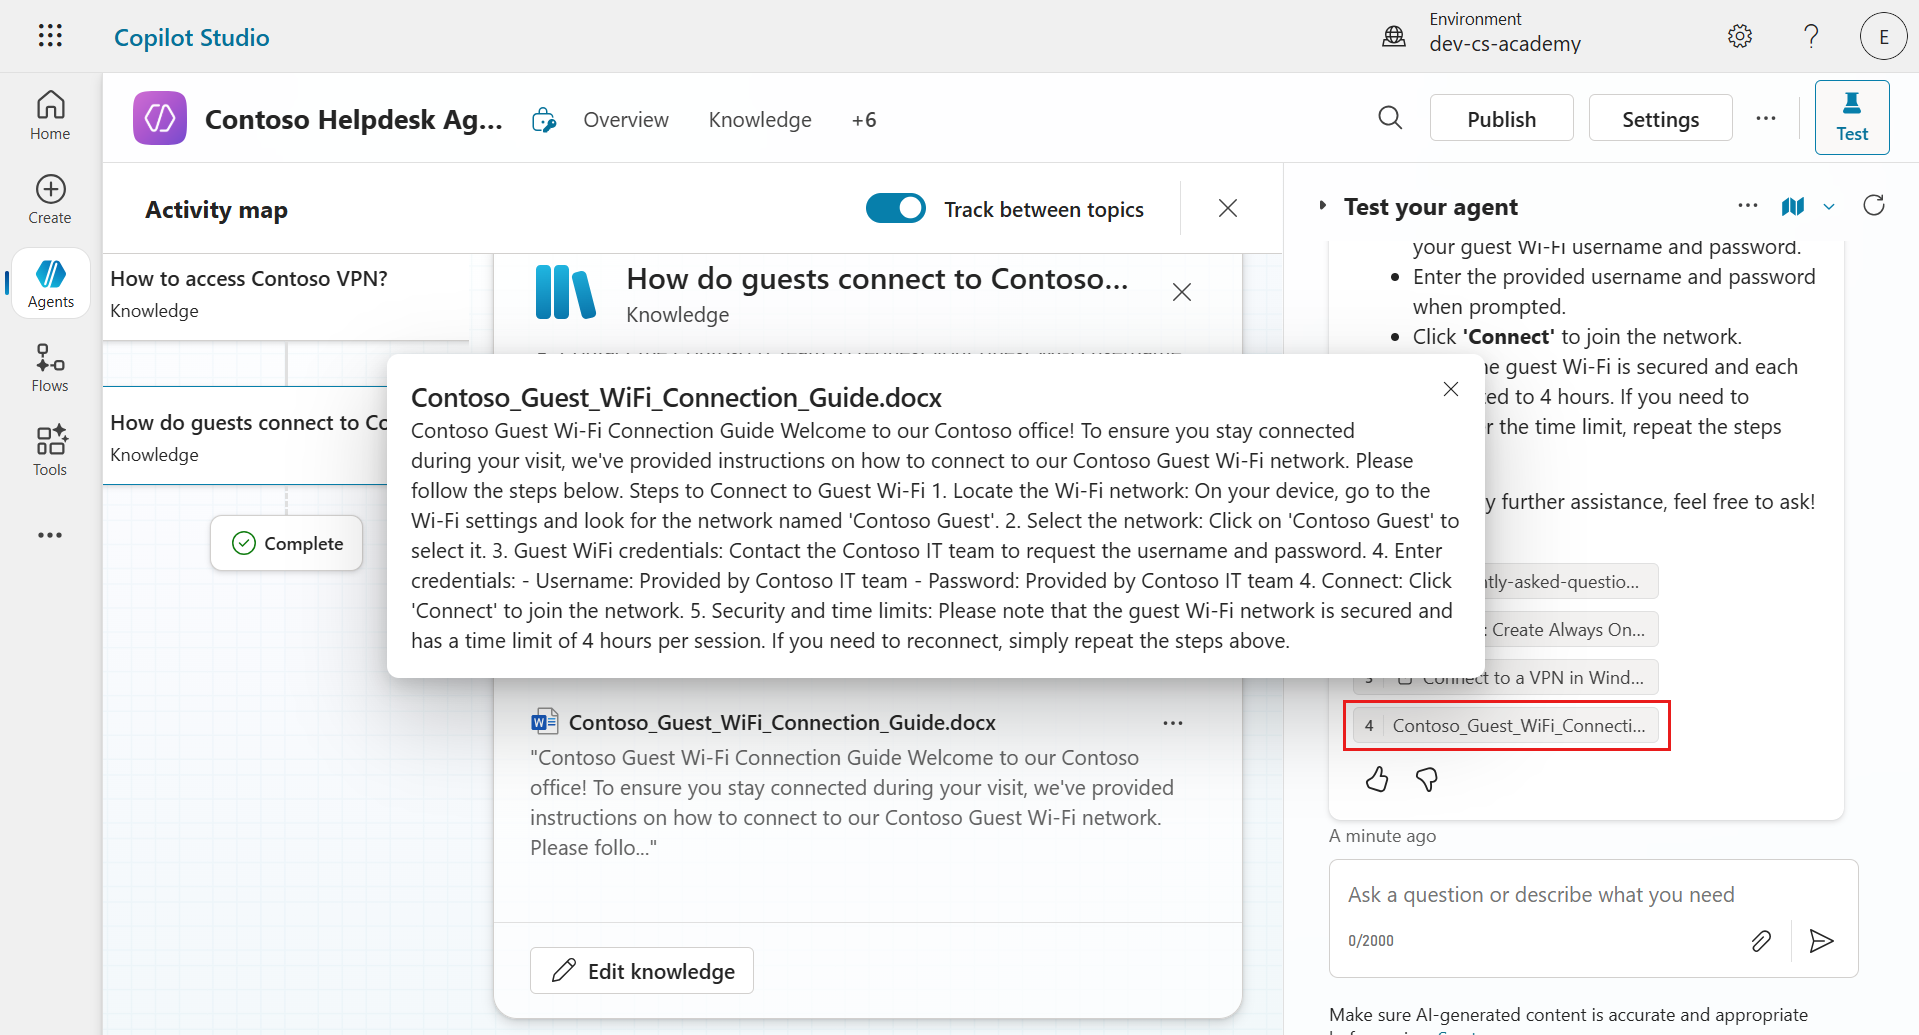 Copilot Studio
Environment
dev-cs-academy
E
Home
Create
Agents
Flows
Tools
Contoso Helpdesk Ag...
Overview
Knowledge
+6
Publish
Settings
Test
Activity map
Track between topics
How to access Contoso VPN?
Knowledge
How do guests connect to Co
Knowledge
Complete
How do guests connect to Contoso...
Knowledge
Contoso_Guest_WiFi_Connection_Guide.docx
Contoso Guest Wi-Fi Connection Guide Welcome to our Contoso office! To ensure you stay connected
during your visit, we've provided instructions on how to connect to our Contoso Guest Wi-Fi network. Please
follow the steps below. Steps to Connect to Guest Wi-Fi 1. Locate the Wi-Fi network: On your device, go to the
Wi-Fi settings and look for the network named 'Contoso Guest'. 2. Select the network: Click on 'Contoso Guest' to
select it. 3. Guest WiFi credentials: Contact the Contoso IT team to request the username and password. 4. Enter
credentials: - Username: Provided by Contoso IT team - Password: Provided by Contoso IT team 4. Connect: Click
'Connect' to join the network. 5. Security and time limits: Please note that the guest Wi-Fi network is secured and
has a time limit of 4 hours per session. If you need to reconnect, simply repeat the steps above.
Contoso_Guest_WiFi_Connection_Guide.docx
"Contoso Guest Wi-Fi Connection Guide Welcome to our Contoso
office! To ensure you stay connected during your visit, we've provided
instructions on how to connect to our Contoso Guest Wi-Fi network.
Please follo..."
Edit knowledge
Test your agent
your guest Wi-Fi username and password.
• Enter the provided username and password
when prompted.
• Click 'Connect' to join the network.
guest Wi-Fi is secured and each
to 4 hours. If you need to
the time limit, repeat the steps
further assistance, feel free to ask!
tly-asked-questio...
: Create Always On...
Connect to a VPN in Wind...
4 Contoso_Guest_WiFi_Connecti...
A minute ago
Ask a question or describe what you need
0/2000
Make sure AI-generated content is accurate and appropriate